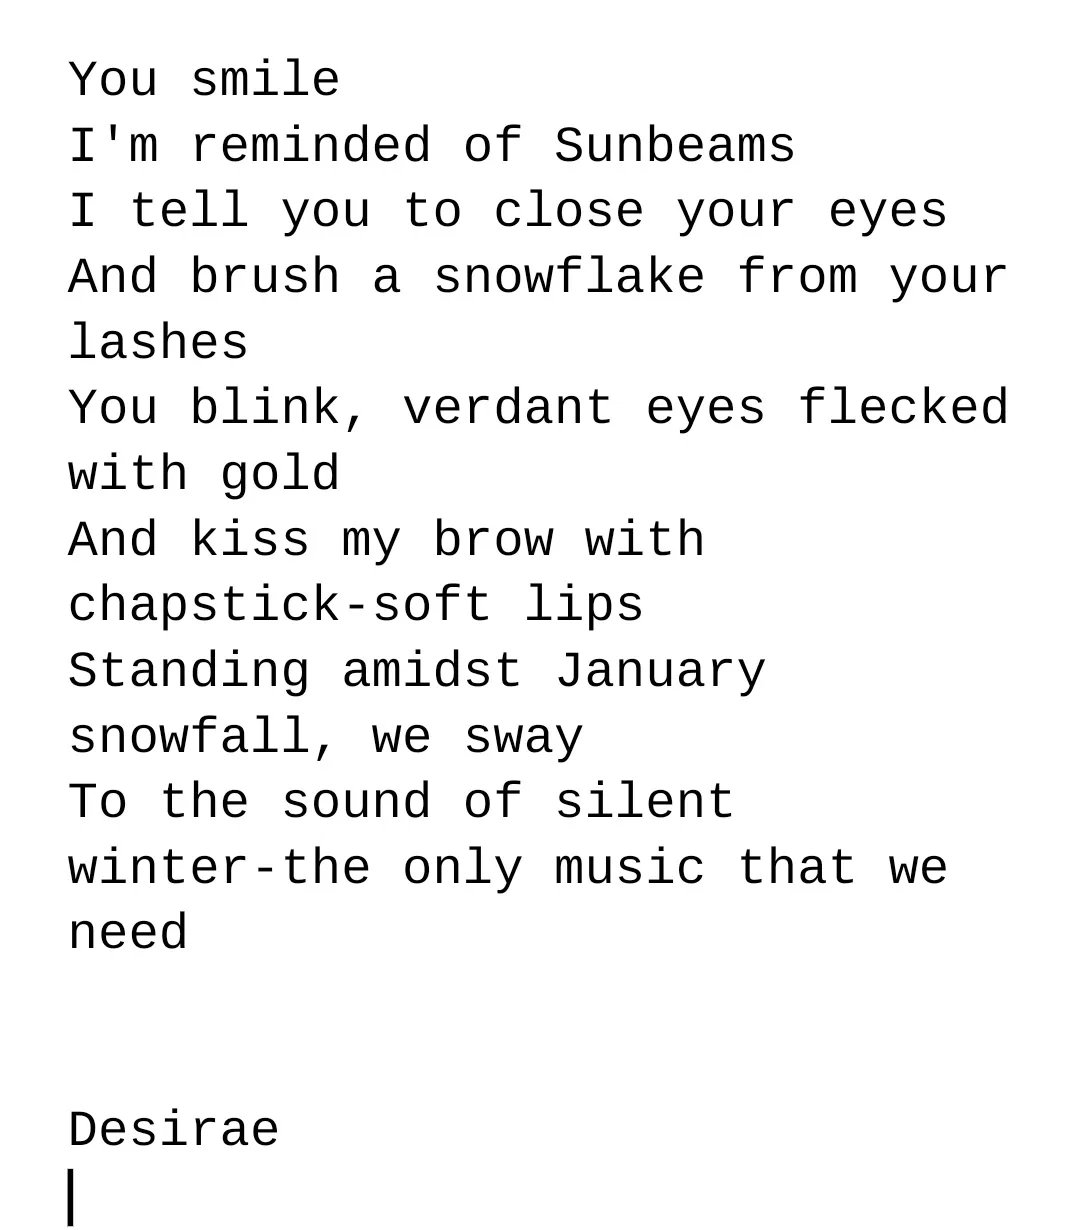 You smile
I'm reminded of Sunbeams
I tell you to close your eyes
And brush a snowflake from your
lashes
You blink, verdant eyes flecked
with gold
And kiss my brow with
chapstick-soft lips
Standing amidst January
snowfall, we sway
To the sound of silent
winter-the only music that we
need
Desirae